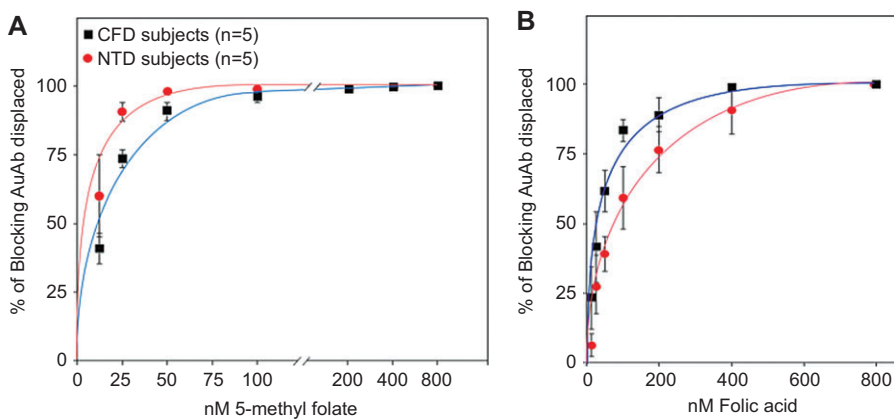 A
CFD subjects (n=5)
NTD subjects (n=5)
% of Blocking AuAb displaced
100
75
50
25
0
0 25 50 75 100 200 400 800
nM 5-methyl folate
B
% of Blocking AuAb displaced
100
75
50
25
0
0 200 400 600 800
nM Folic acid